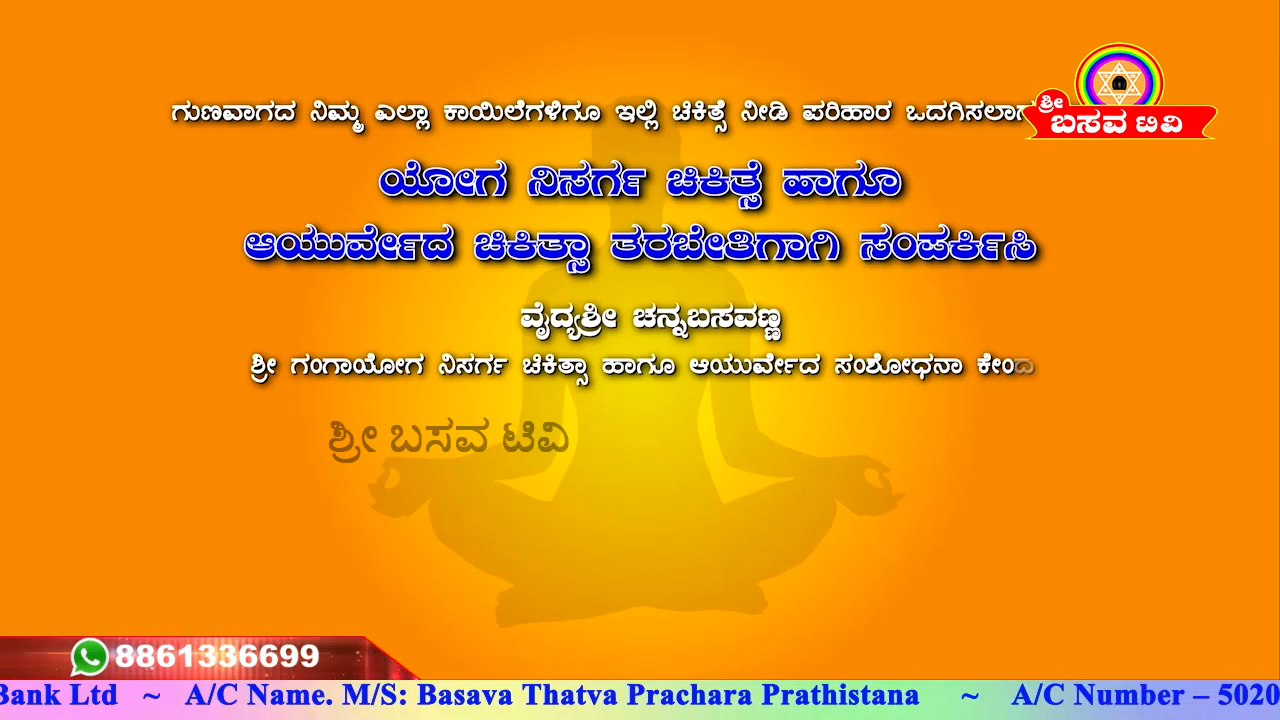 ಗುಣವಾಗದ ನಿಮ್ಮ ಎಲ್ಲಾ ಕಾಯಿಲೆಗಳಿಗೂ ಇಲ್ಲಿ ಚಿಕಿತ್ಸೆ ನೀಡಿ ಪರಿಹಾರ ಒದಗಿಸಲಾಗು
ಶ್ರೀ
ಬಸವ ಟಿವಿ
ಯೋಗ ನಿಸರ್ಗ ಚಿಕಿತ್ಸೆ ಹಾಗೂ
ಆಯುರ್ವೇದ ಚಿಕಿತ್ಸಾ ತರಬೇತಿಗಾಗಿ ಸಂಪರ್ಕಿಸಿ
ವೈದ್ಯಶ್ರೀ ಚನ್ನಬಸವಣ್ಣ
ಶ್ರೀ ಗಂಗಾಯೋಗ ನಿಸರ್ಗ ಚಿಕಿತ್ಸಾ ಹಾಗೂ ಆಯುರ್ವೇದ ಸಂಶೋಧನಾ ಕೇಂದ
ಶ್ರೀ ಬಸವ ಟಿವಿ
8861336699
Bank Ltd ~ A/C Name. M/S: Basava Thatva Prachara Prathistana ~ A/C Number – 5020